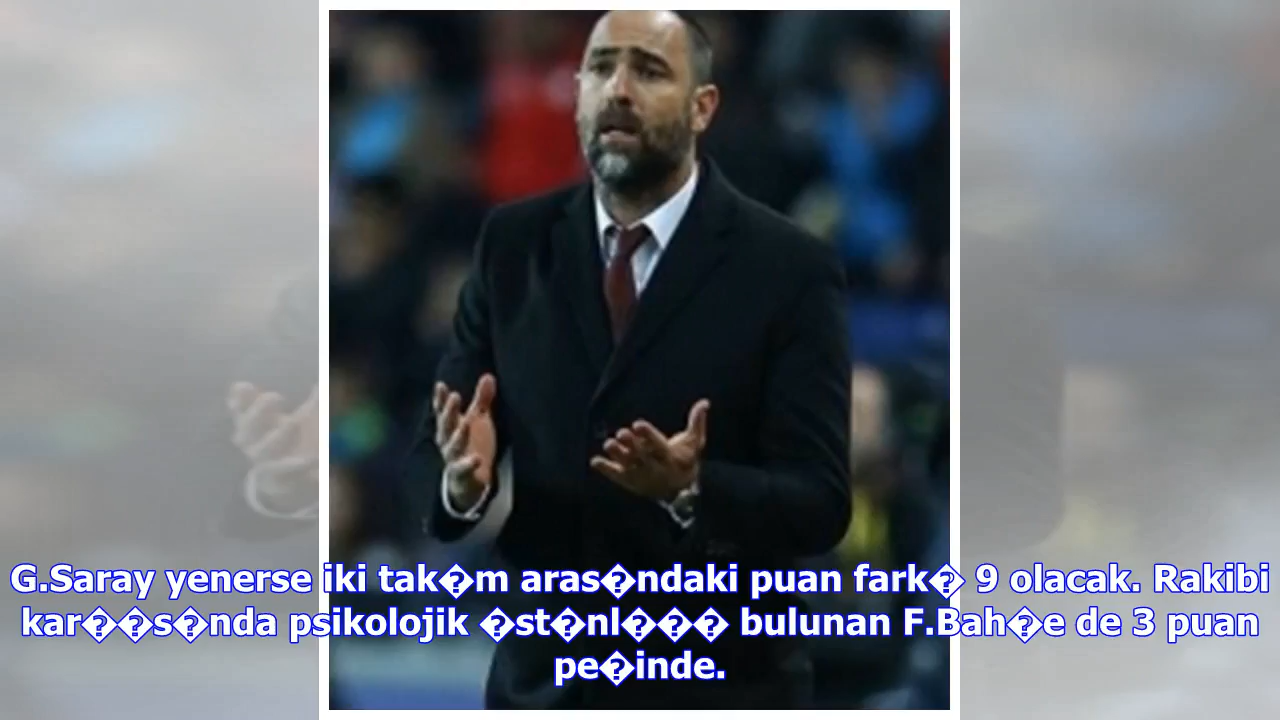 G.Saray yenerse iki tak�m aras�ndaki puan fark� 9 olacak. Rakibi
kar��s�nda psikolojik �st�nl��� bulunan F.Bah�e de 3 puan
pe�inde.